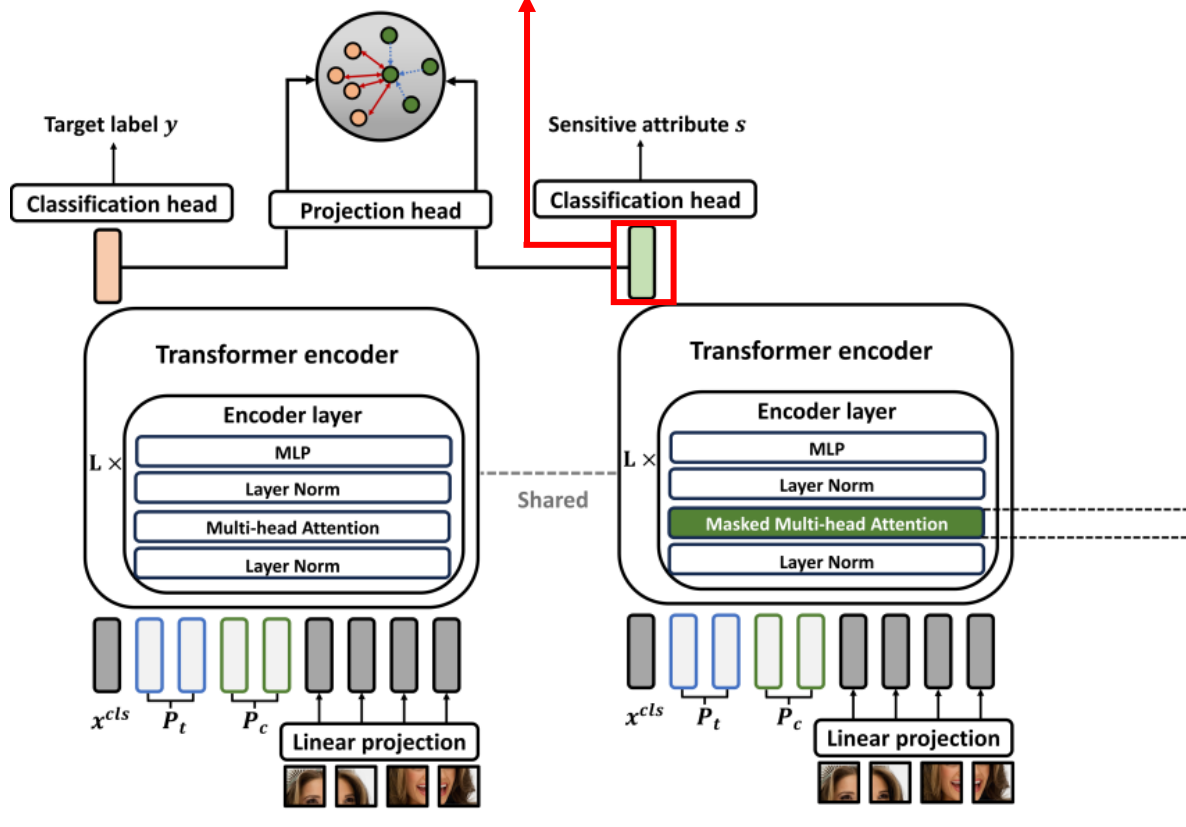 Target label y
Sensitive attribute s
Classification head
Projection head
Classification head
Transformer encoder
Transformer encoder
Encoder layer
Encoder layer
L ×
MLP
Layer Norm
Multi-head Attention
Layer Norm
Shared
L ×
MLP
Layer Norm
Masked Multi-head Attention
Layer Norm
x^cls
P_t
P_c
x^cls
P_t
P_c
Linear projection
Linear projection